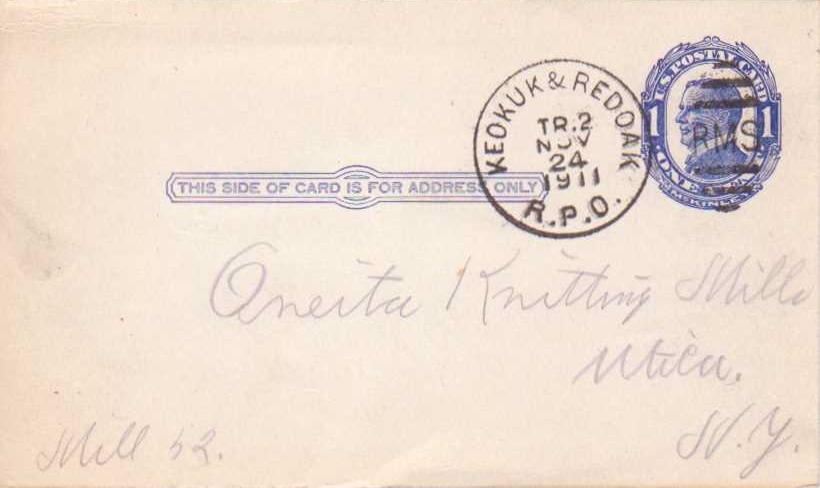 U.S. POSTAL CARD
1 1
ONE CENT
McKINLEY
RMS
KEOKUK & RED OAK
TR. 2
NOV
24
1911
R.P.O.
THIS SIDE OF CARD IS FOR ADDRESS ONLY
Oneita Knitting Mills
Utica.
N.Y.
Mill 52.